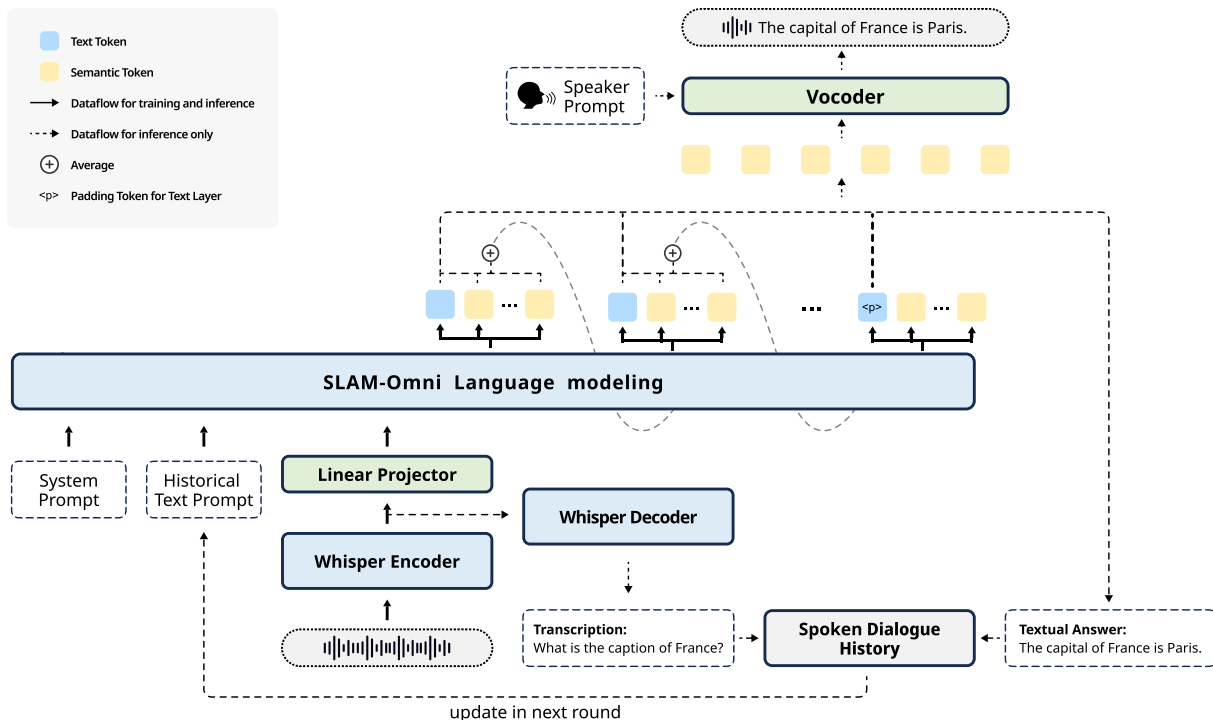 Text Token
Semantic Token
Dataflow for training and inference
Dataflow for inference only
Average
<p> Padding Token for Text Layer
The capital of France is Paris.
Speaker
Prompt
Vocoder
<p>
SLAM-Omni Language modeling
System
Prompt
Historical
Text Prompt
Linear Projector
Whisper Encoder
Whisper Decoder
Transcription:
What is the caption of France?
Spoken Dialogue
History
Textual Answer:
The capital of France is Paris.
update in next round